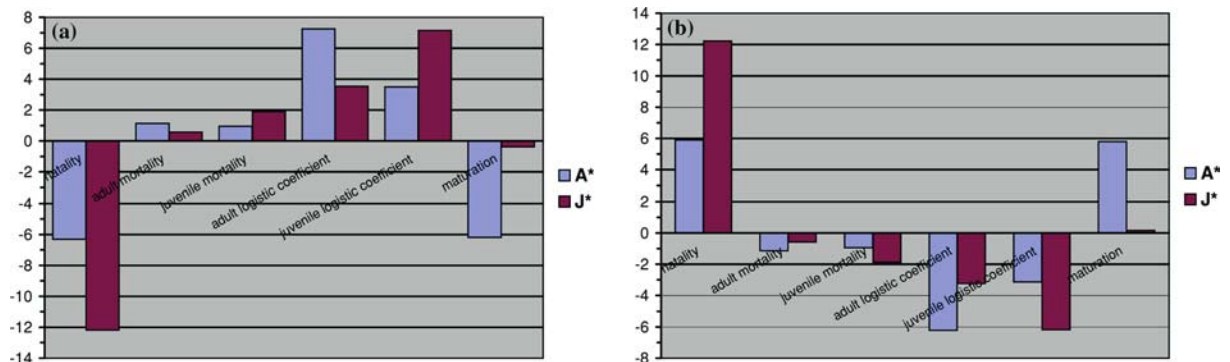 (a)
8
6
4
2
0
-2
-4
-6
-8
-10
-12
-14
natality
adult mortality
juvenile mortality
adult logistic coefficient
juvenile logistic coefficient
maturation
A*
J*
(b)
14
12
10
8
6
4
2
0
-2
-4
-6
-8
natality
adult mortality
juvenile mortality
adult logistic coefficient
juvenile logistic coefficient
maturation
A*
J*